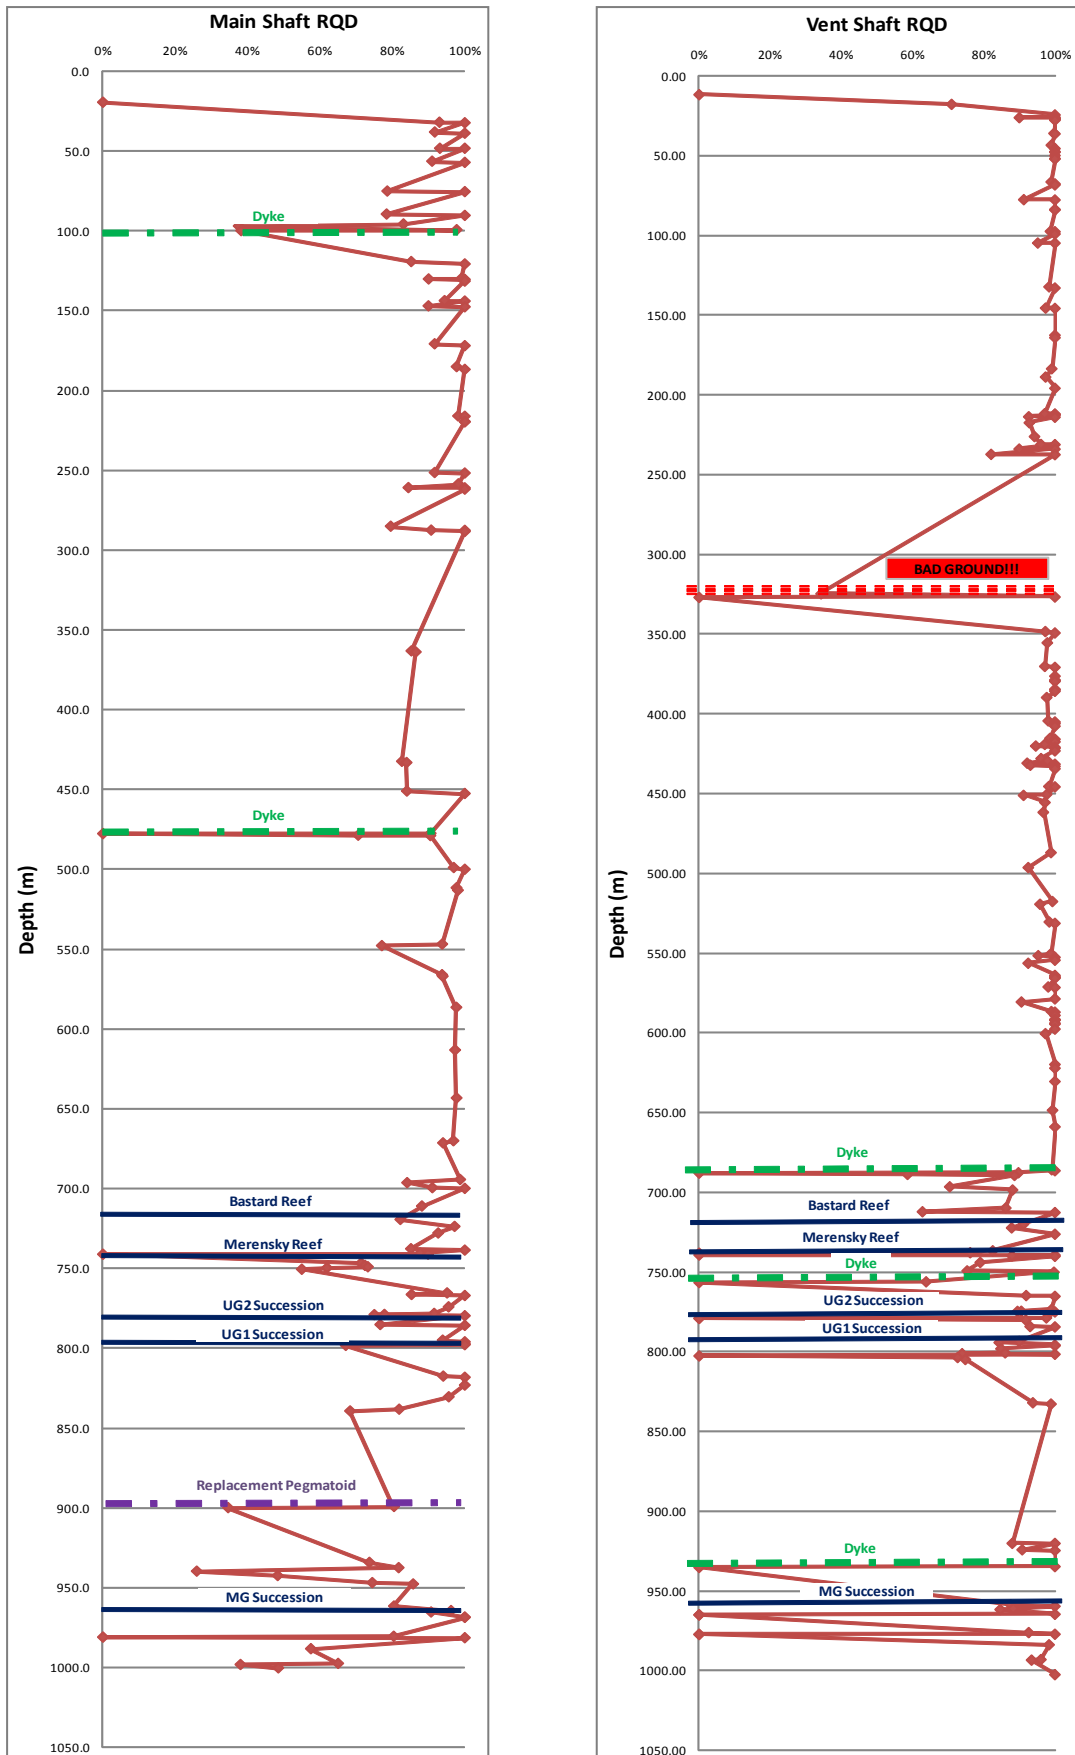 Main Shaft RQD
0% 20% 40% 60% 80% 100%
0.0
50.0
Dyke
100.0
150.0
200.0
250.0
300.0
350.0
400.0
450.0
Dyke
Depth (m)
500.0
550.0
600.0
650.0
700.0
Bastard Reef
Merensky Reef
750.0
UG2 Succession
UG1 Succession
800.0
850.0
Replacement Pegmatoid
900.0
950.0
MG Succession
1000.0
1050.0
Vent Shaft RQD
0% 20% 40% 60% 80% 100%
0.00
50.00
100.00
150.00
200.00
250.00
300.00
BAD GROUND!!!
350.00
400.00
450.00
Depth (m)
500.00
550.00
600.00
650.00
Dyke
700.00
Bastard Reef
Merensky Reef
750.00
Dyke
UG2 Succession
UG1 Succession
800.00
850.00
900.00
Dyke
950.00
MG Succession
1000.00
1050.00